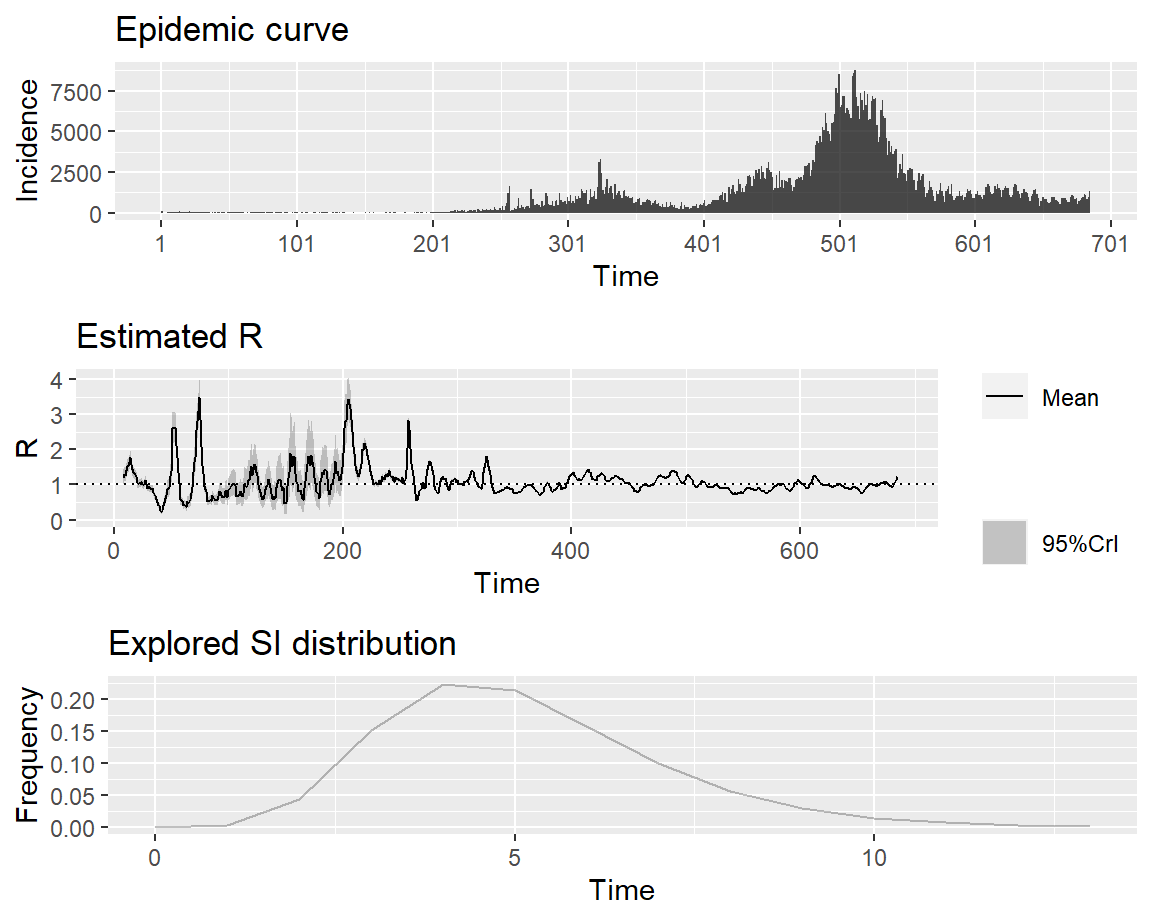 Epidemic curve
Incidence
7500
5000
2500
0
1 101 201 301 401 501 601 701
Time
Estimated R
R
4
3
2
1
0
0 200 400 600
Time
Mean
95%CrI
Explored SI distribution
Frequency
0.20
0.15
0.10
0.05
0.00
0 5 10
Time